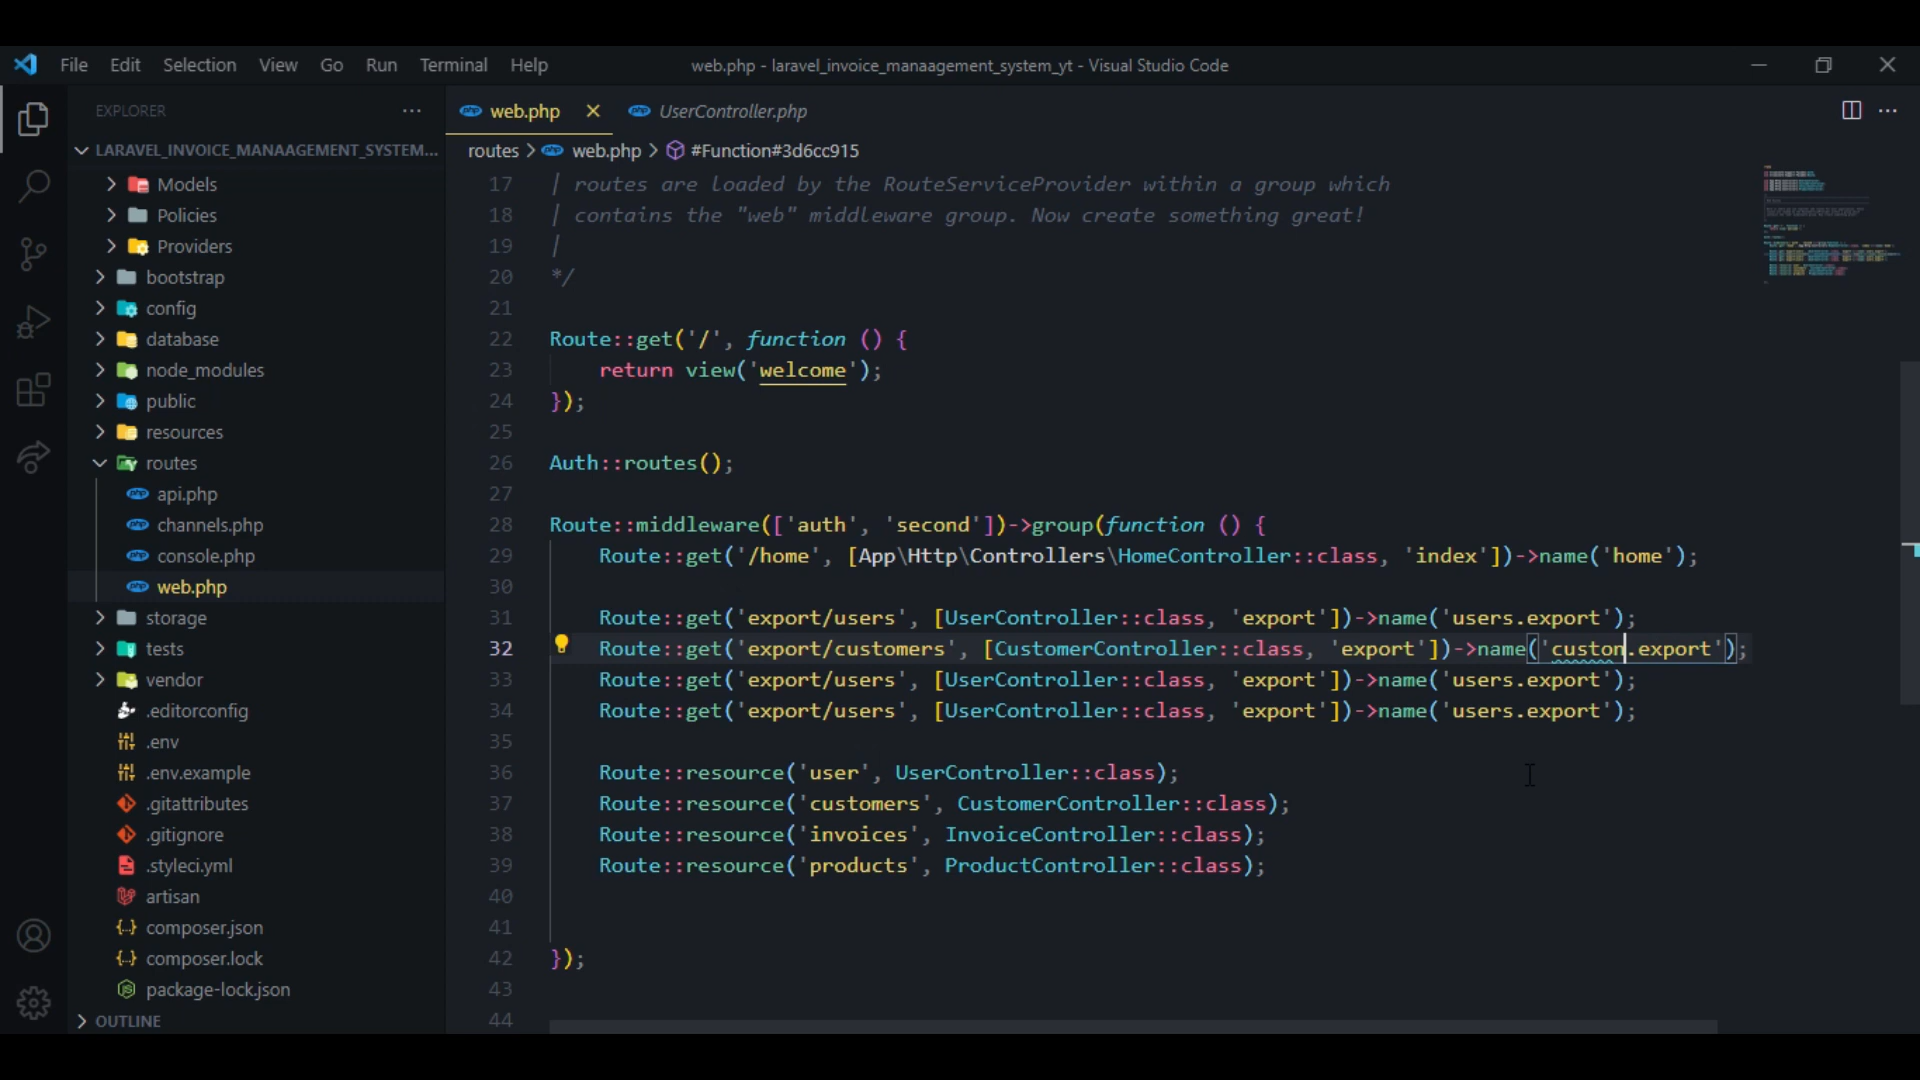 File Edit Selection View Go Run Terminal Help
web.php - laravel_invoice_manaagement_system_yt - Visual Studio Code
EXPLORER
web.php
UserController.php
LARAVEL_INVOICE_MANAAGEMENT_SYSTEM...
routes > web.php > #Function#3d6cc915
Models
Policies
Providers
bootstrap
config
database
node_modules
public
resources
routes
api.php
channels.php
console.php
web.php
storage
tests
vendor
.editorconfig
.env
.env.example
.gitattributes
.gitignore
.styleci.yml
artisan
composer.json
composer.lock
package-lock.json
OUTLINE
17 | routes are loaded by the RouteServiceProvider within a group which
18 | contains the "web" middleware group. Now create something great!
19 |
20 */
21
22 Route::get('/', function () {
23     return view('welcome');
24 });
25
26 Auth::routes();
27
28 Route::middleware(['auth', 'second'])->group(function () {
29     Route::get('/home', [App\Http\Controllers\HomeController::class, 'index'])->name('home');
30
31     Route::get('export/users', [UserController::class, 'export'])->name('users.export');
32     Route::get('export/customers', [CustomerController::class, 'export'])->name('custon.export');
33     Route::get('export/users', [UserController::class, 'export'])->name('users.export');
34     Route::get('export/users', [UserController::class, 'export'])->name('users.export');
35
36     Route::resource('user', UserController::class);
37     Route::resource('customers', CustomerController::class);
38     Route::resource('invoices', InvoiceController::class);
39     Route::resource('products', ProductController::class);
40
41
42 });
43
44